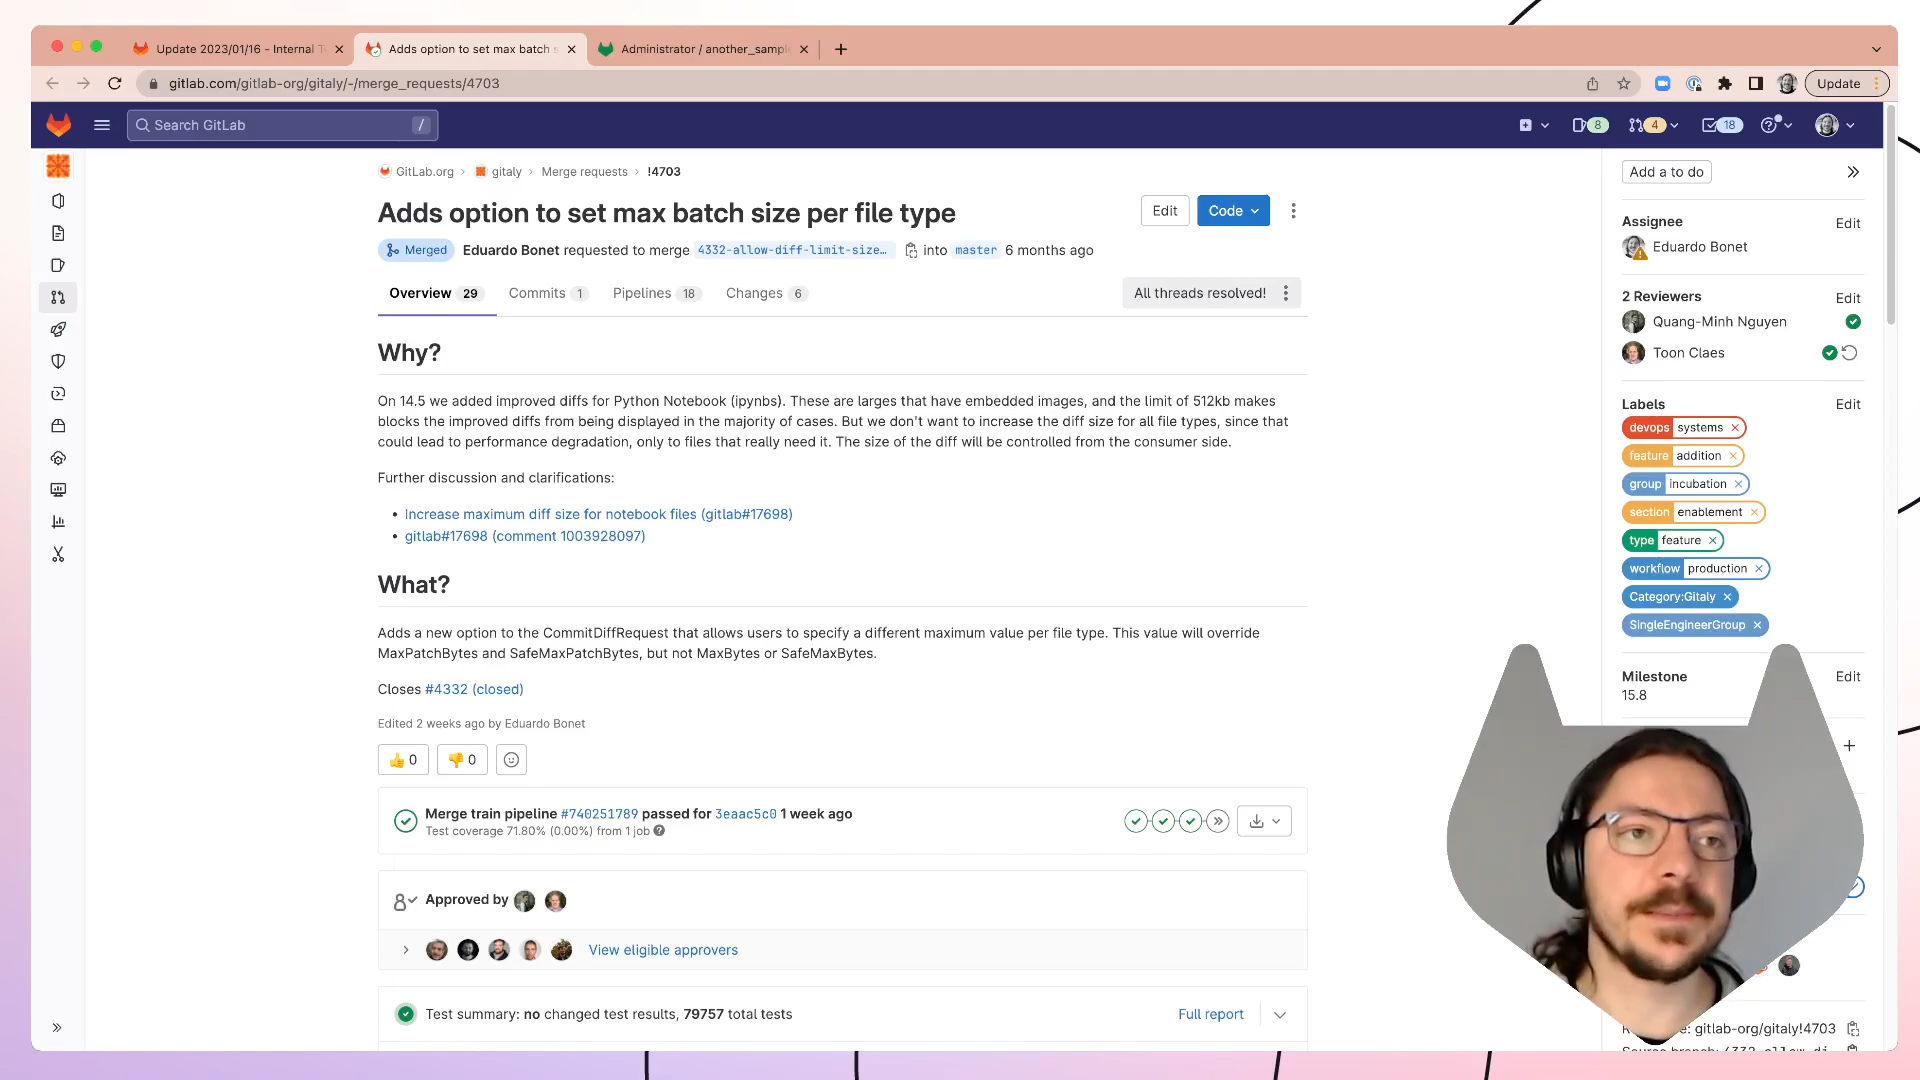 Update 2023/01/16 - Internal
Adds option to set max batch
Administrator / another_sample
gitlab.com/gitlab-org/gitaly/-/merge_requests/4703
Update
Search GitLab
/
8
4
18
GitLab.org
gitaly
Merge requests
!4703
Adds option to set max batch size per file type
Edit
Code
Merged
Eduardo Bonet requested to merge 4332-allow-diff-limit-size… into master 6 months ago
Overview 29
Commits 1
Pipelines 18
Changes 6
All threads resolved!
Why?
On 14.5 we added improved diffs for Python Notebook (ipynbs). These are larges that have embedded images, and the limit of 512kb makes
blocks the improved diffs from being displayed in the majority of cases. But we don't want to increase the diff size for all file types, since that
could lead to performance degradation, only to files that really need it. The size of the diff will be controlled from the consumer side.
Further discussion and clarifications:
• Increase maximum diff size for notebook files (gitlab#17698)
• gitlab#17698 (comment 1003928097)
What?
Adds a new option to the CommitDiffRequest that allows users to specify a different maximum value per file type. This value will override
MaxPatchBytes and SafeMaxPatchBytes, but not MaxBytes or SafeMaxBytes.
Closes #4332 (closed)
Edited 2 weeks ago by Eduardo Bonet
👍 0
👎 0
Merge train pipeline #740251789 passed for 3eaac5c0 1 week ago
Test coverage 71.80% (0.00%) from 1 job
Approved by
View eligible approvers
Test summary: no changed test results, 79757 total tests
Full report
Add a to do
Assignee
Edit
Eduardo Bonet
2 Reviewers
Edit
Quang-Minh Nguyen
Toon Claes
Labels
Edit
devops systems
feature addition
group incubation
section enablement
type feature
workflow production
Category:Gitaly
SingleEngineerGroup
Milestone
Edit
15.8
gitlab-org/gitaly!4703